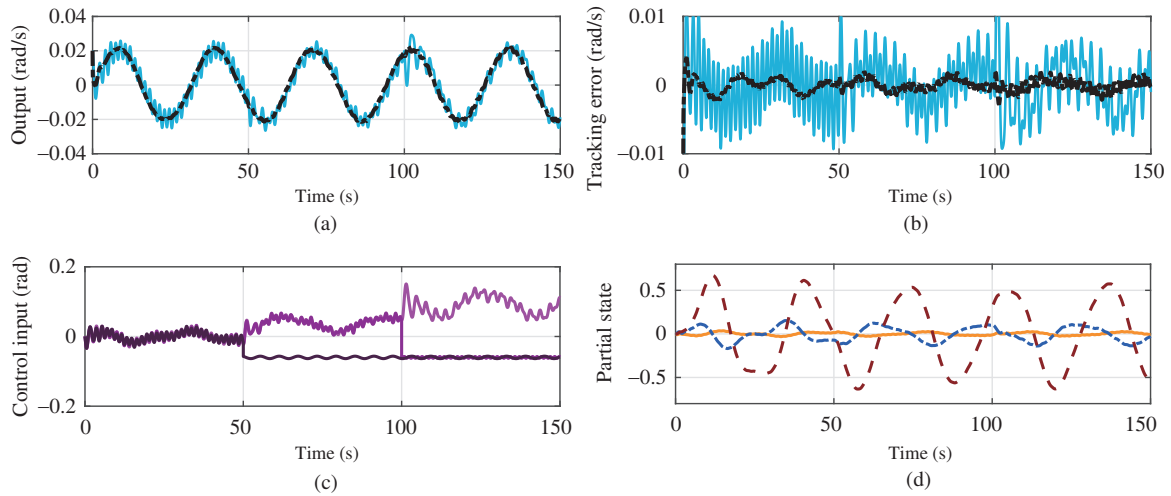 0.04
0.02
0
−0.02
−0.04
Output (rad/s)
0 50 100 150
Time (s)
(a)
0.01
0
−0.01
Tracking error (rad/s)
0 50 100 150
Time (s)
(b)
0.2
0
−0.2
Control input (rad)
0 50 100 150
Time (s)
(c)
0.5
0
−0.5
Partial state
0 50 100 150
Time (s)
(d)